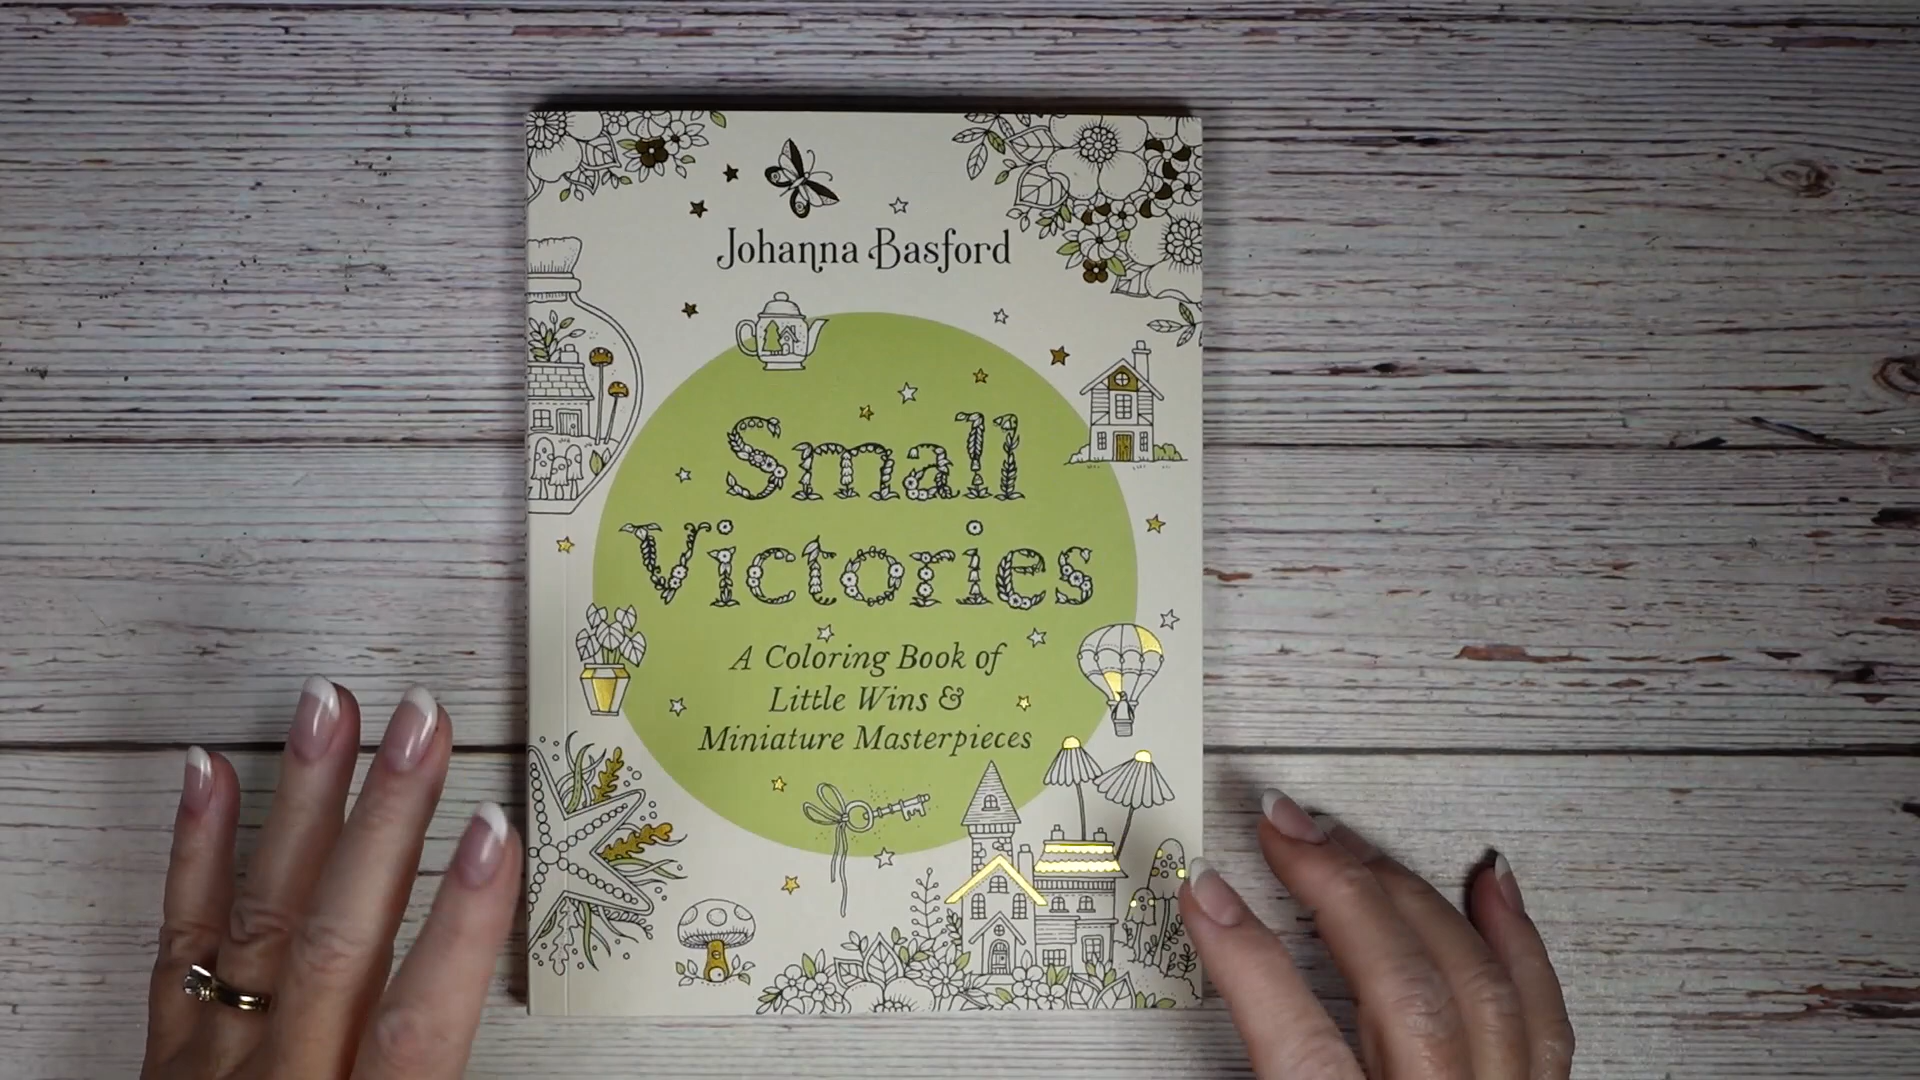 Johanna Basford
Small
Victories
A Coloring Book of
Little Wins &
Miniature Masterpieces